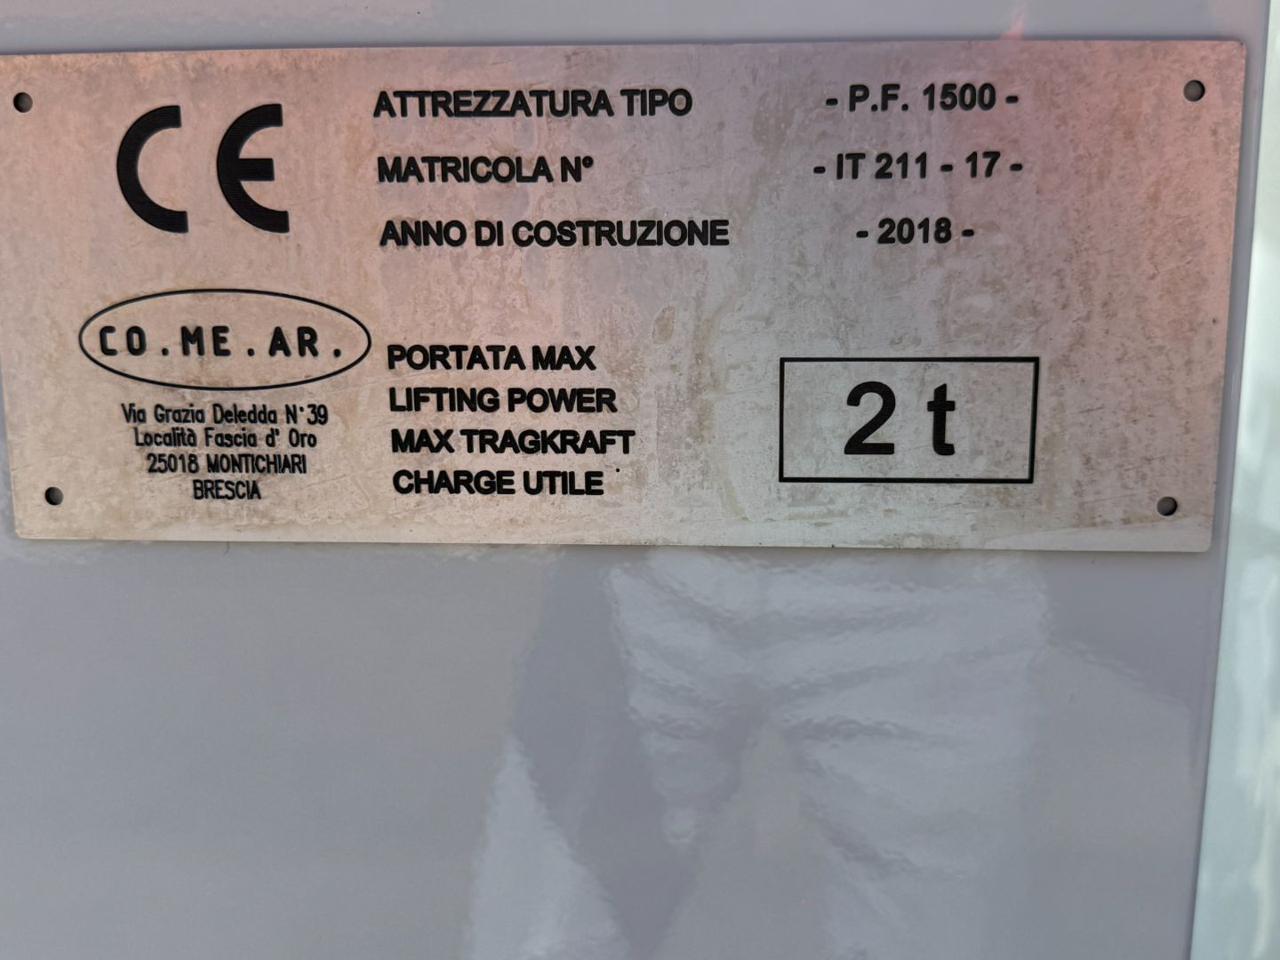 CE
ATTREZZATURA TIPO - P.F. 1500 -
MATRICOLA N° - IT 211 - 17 -
ANNO DI COSTRUZIONE - 2018 -
CO.ME.AR.
Via Grazia Deledda N°39
Località Fascia d' Oro
25018 MONTICHIARI
BRESCIA
PORTATA MAX
LIFTING POWER
MAX TRAGKRAFT
CHARGE UTILE
2 t